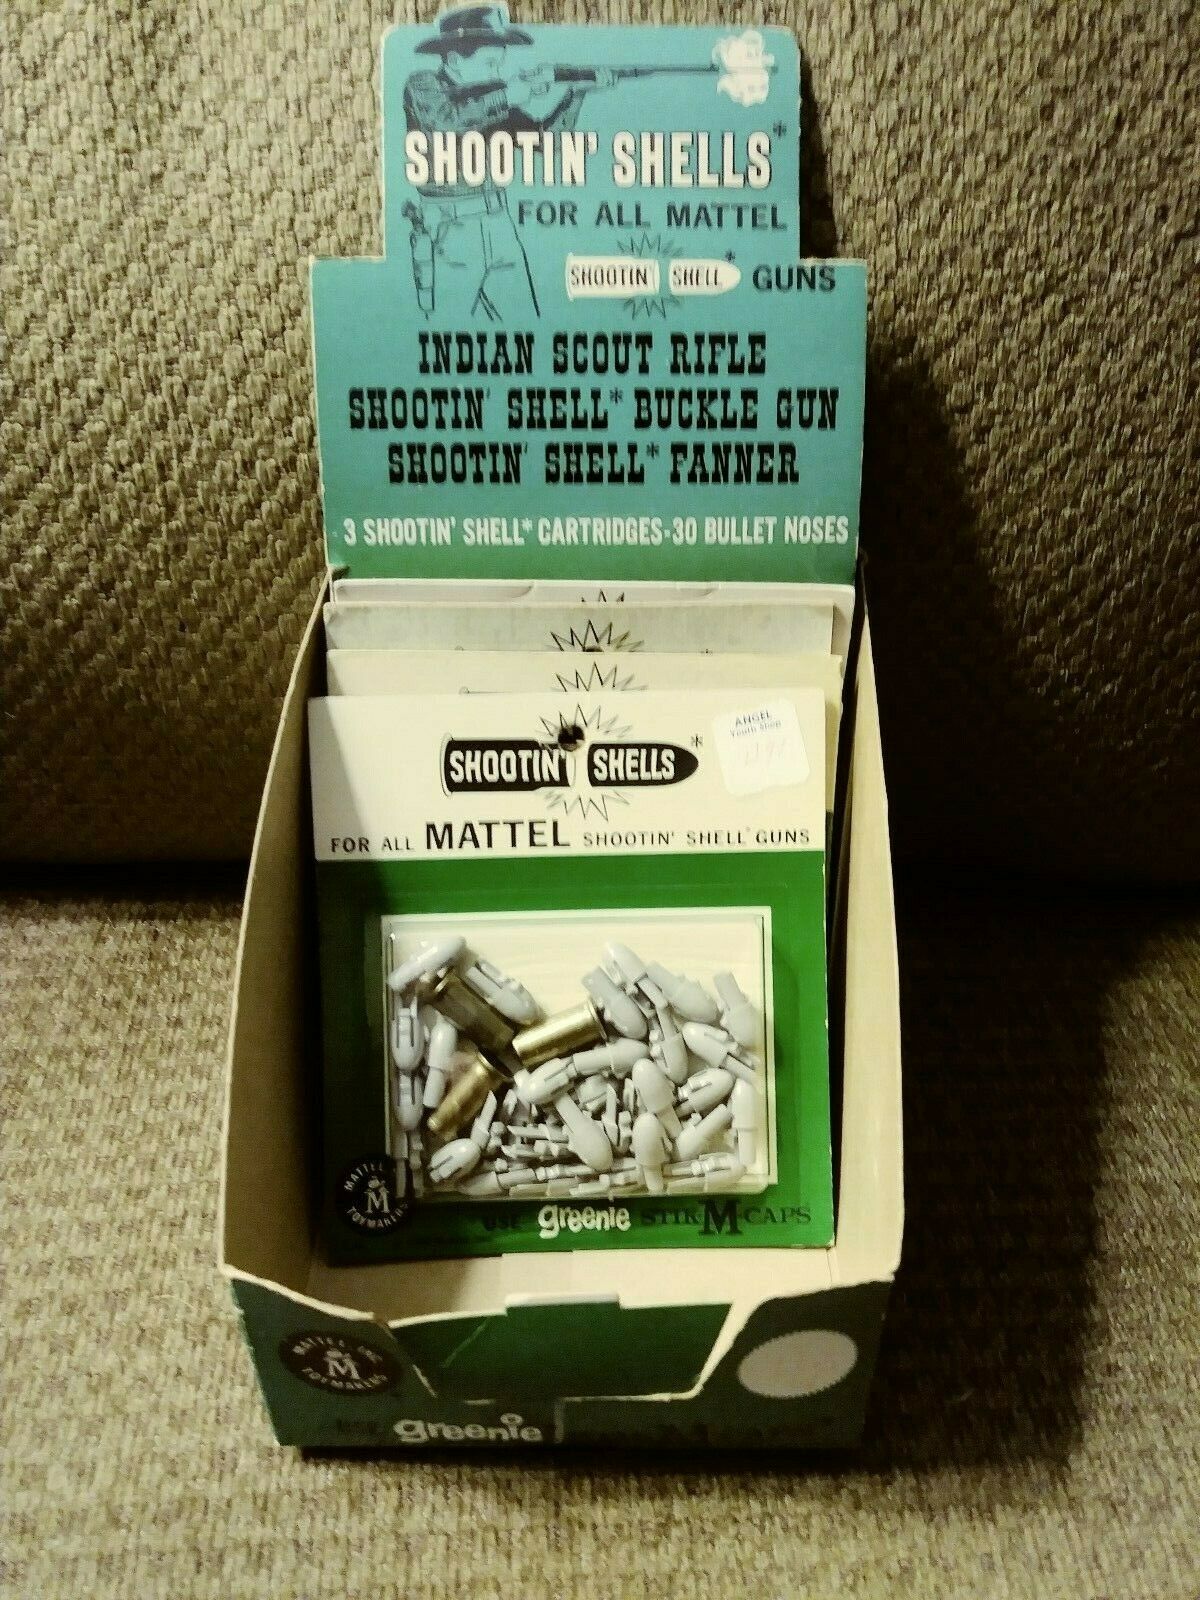 SHOOTIN' SHELLS*
FOR ALL MATTEL
SHOOTIN' SHELL* GUNS
INDIAN SCOUT RIFLE
SHOOTIN' SHELL* BUCKLE GUN
SHOOTIN' SHELL* FANNER
3 SHOOTIN' SHELL* CARTRIDGES-30 BULLET NOSES
ANGEL
Youth Shop
SHOOTIN' SHELLS*
FOR ALL MATTEL SHOOTIN' SHELL* GUNS
MATTEL
M
TOYMAKERS
USE greenie STIK-M-CAPS
MATTEL, INC.
M
TOYMAKERS
greenie